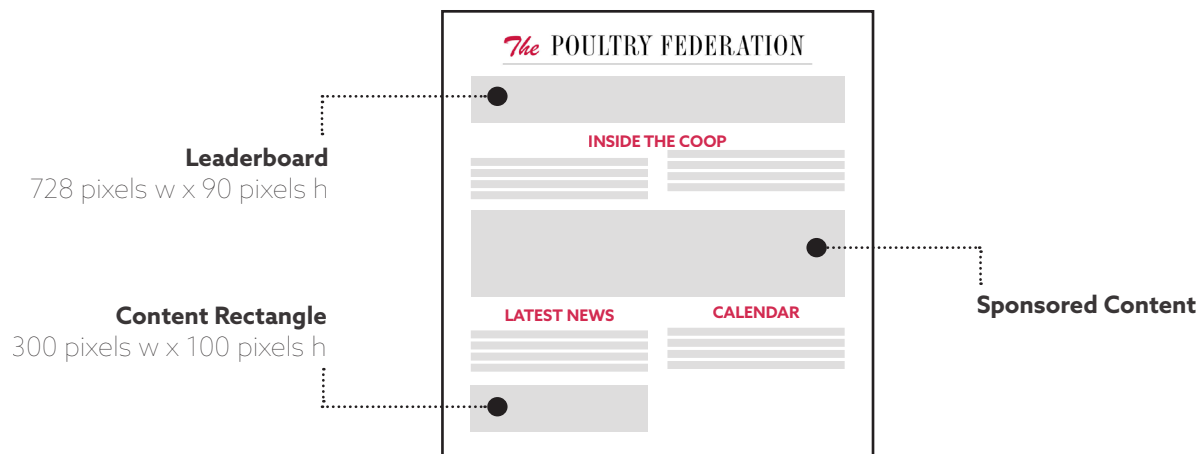 The POULTRY FEDERATION
INSIDE THE COOP
Leaderboard
728 pixels w x 90 pixels h
Sponsored Content
LATEST NEWS
CALENDAR
Content Rectangle
300 pixels w x 100 pixels h